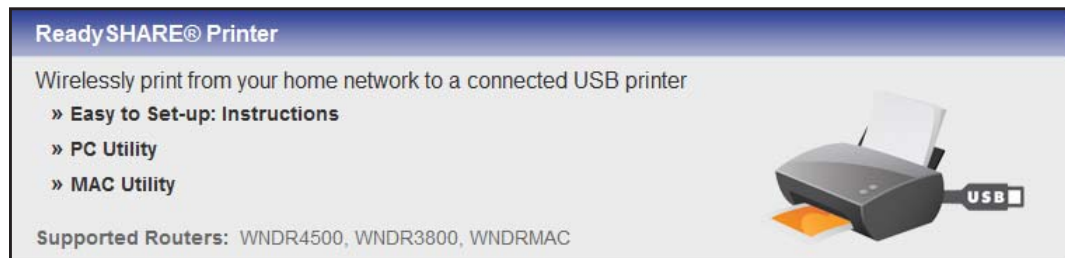 ReadySHARE® Printer
Wirelessly print from your home network to a connected USB printer
» Easy to Set-up: Instructions
» PC Utility
» MAC Utility
USB
Supported Routers: WNDR4500, WNDR3800, WNDRMAC